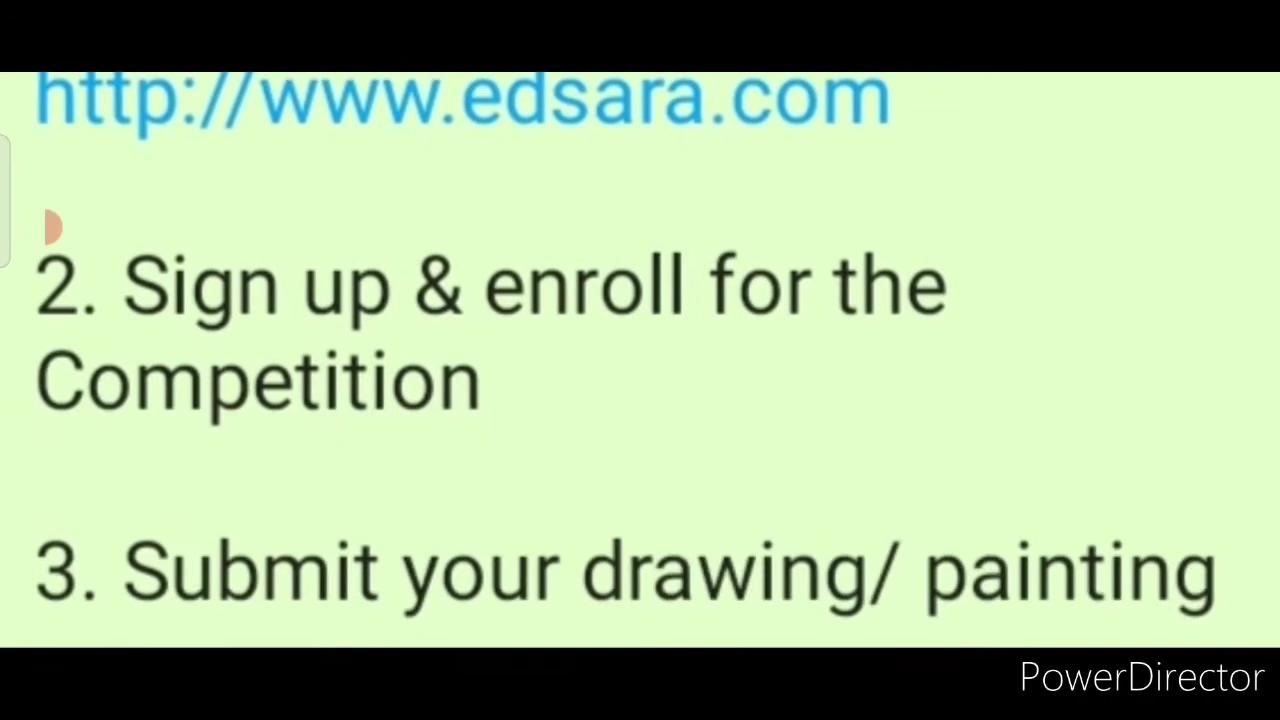 http://www.edsara.com
2. Sign up & enroll for the
Competition
3. Submit your drawing/ painting
PowerDirector